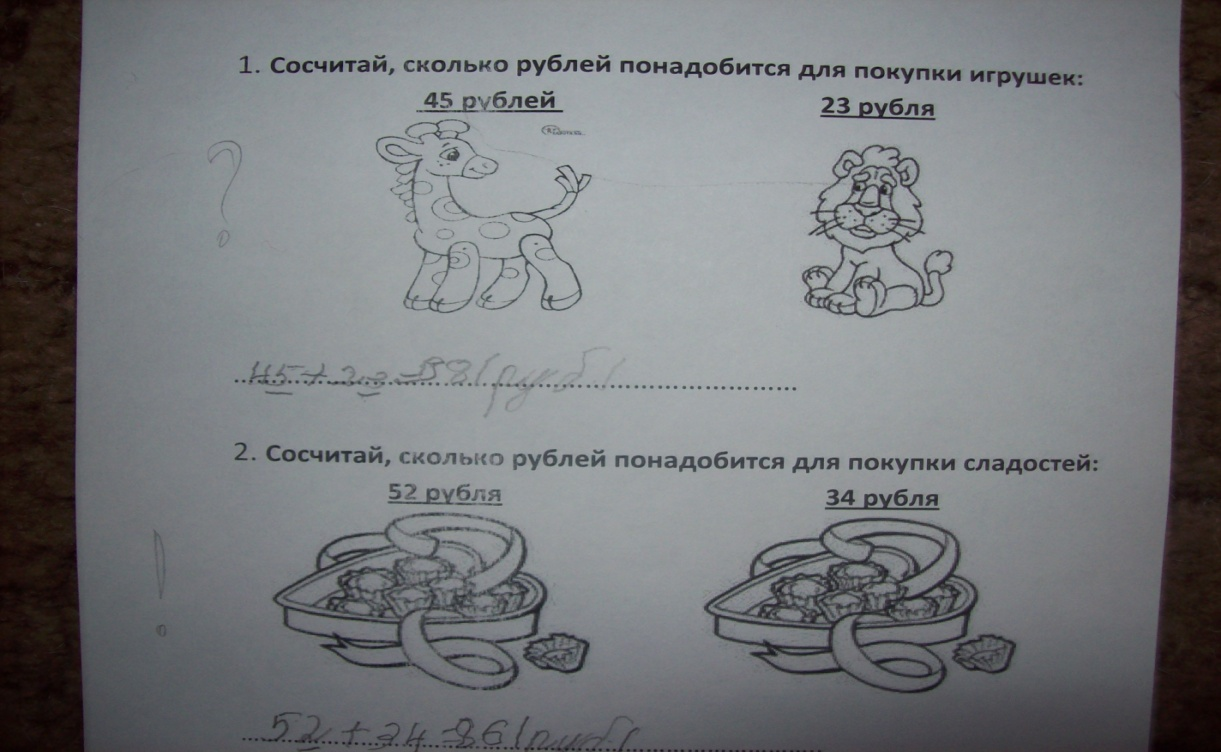 1. Сосчитай, сколько рублей понадобится для покупки игрушек:
45 рублей 23 рубля
?
45+23=58(руб.)
2. Сосчитай, сколько рублей понадобится для покупки сладостей:
52 рубля 34 рубля
!
52+34=86(руб.)